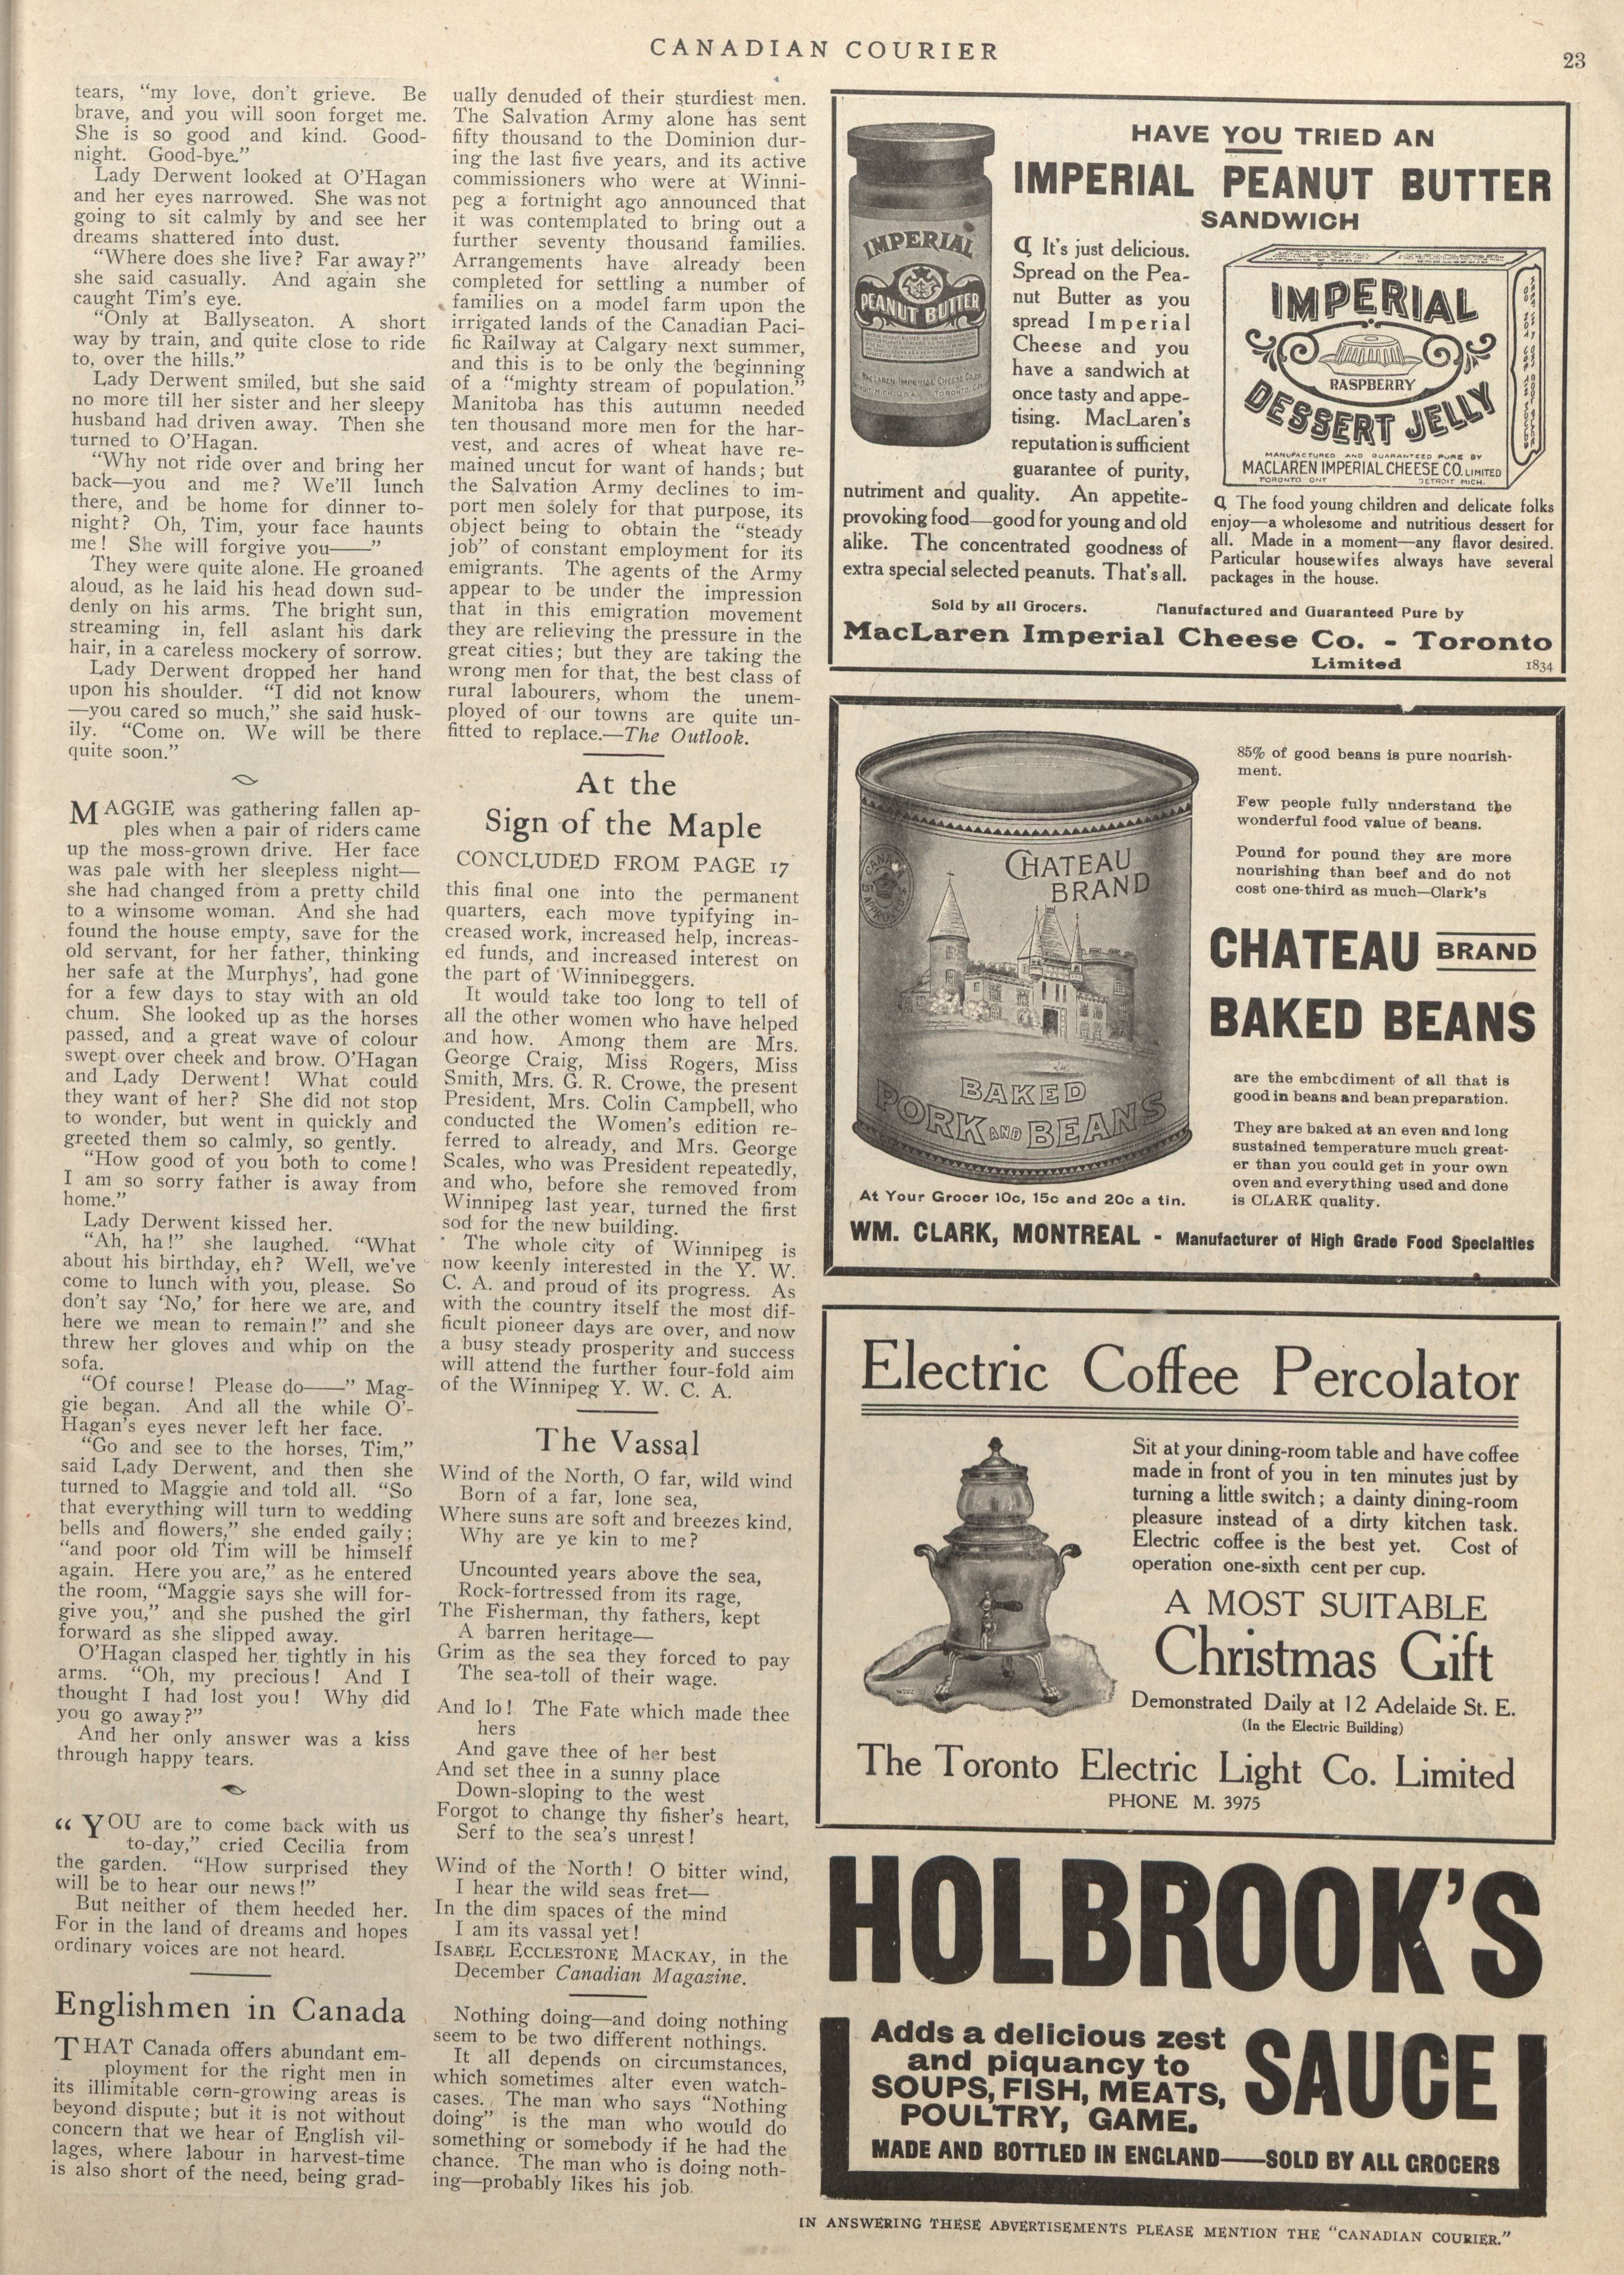 CANADIAN COURIER
23
tears, “my love, don't grieve. Be
brave, and you will soon forget me.
She is so good and kind. Good-
night. Good-bye.”
Lady Derwent looked at O'Hagan
and her eyes narrowed. She was not
going to sit calmly by and see her
dreams shattered into dust.
“Where does she live? Far away?”
she said casually. And again she
caught Tim's eye.
“Only at Ballyseaton. A short
way by train, and quite close to ride
to, over the hills.”
Lady Derwent smiled, but she said
no more till her sister and her sleepy
husband had driven away. Then she
turned to O'Hagan.
“Why not ride over and bring her
back—you and me? We'll lunch
there, and be home for dinner to-
night? Oh, Tim, your face haunts
me! She will forgive you——”
They were quite alone. He groaned
aloud, as he laid his head down sud-
denly on his arms. The bright sun,
streaming in, fell aslant his dark
hair, in a careless mockery of sorrow.
Lady Derwent dropped her hand
upon his shoulder. “I did not know
—you cared so much,” she said husk-
ily. “Come on. We will be there
quite soon.”
MAGGIE was gathering fallen ap-
ples when a pair of riders came
up the moss-grown drive. Her face
was pale with her sleepless night—
she had changed from a pretty child
to a winsome woman. And she had
found the house empty, save for the
old servant, for her father, thinking
her safe at the Murphys', had gone
for a few days to stay with an old
chum. She looked up as the horses
passed, and a great wave of colour
swept over cheek and brow. O'Hagan
and Lady Derwent! What could
they want of her? She did not stop
to wonder, but went in quickly and
greeted them so calmly, so gently.
“How good of you both to come!
I am so sorry father is away from
home.”
Lady Derwent kissed her.
“Ah, ha!” she laughed. “What
about his birthday, eh? Well, we've
come to lunch with you, please. So
don't say ‘No,’ for here we are, and
here we mean to remain!” and she
threw her gloves and whip on the
sofa.
“Of course! Please do——” Mag-
gie began. And all the while O'-
Hagan's eyes never left her face.
“Go and see to the horses, Tim,”
said Lady Derwent, and then she
turned to Maggie and told all. “So
that everything will turn to wedding
bells and flowers,” she ended gaily;
“and poor old Tim will be himself
again. Here you are,” as he entered
the room, “Maggie says she will for-
give you,” and she pushed the girl
forward as she slipped away.
O'Hagan clasped her tightly in his
arms. “Oh, my precious! And I
thought I had lost you! Why did
you go away?”
And her only answer was a kiss
through happy tears.
“YOU are to come back with us
to-day,” cried Cecilia from
the garden. “How surprised they
will be to hear our news!”
But neither of them heeded her.
For in the land of dreams and hopes
ordinary voices are not heard.
Englishmen in Canada
THAT Canada offers abundant em-
ployment for the right men in
its illimitable corn-growing areas is
beyond dispute; but it is not without
concern that we hear of English vil-
lages, where labour in harvest-time
is also short of the need, being grad-
ually denuded of their sturdiest men.
The Salvation Army alone has sent
fifty thousand to the Dominion dur-
ing the last five years, and its active
commissioners who were at Winni-
peg a fortnight ago announced that
it was contemplated to bring out a
further seventy thousand families.
Arrangements have already been
completed for settling a number of
families on a model farm upon the
irrigated lands of the Canadian Paci-
fic Railway at Calgary next summer,
and this is to be only the beginning
of a “mighty stream of population.”
Manitoba has this autumn needed
ten thousand more men for the har-
vest, and acres of wheat have re-
mained uncut for want of hands; but
the Salvation Army declines to im-
port men solely for that purpose, its
object being to obtain the “steady
job” of constant employment for its
emigrants. The agents of the Army
appear to be under the impression
that in this emigration movement
they are relieving the pressure in the
great cities; but they are taking the
wrong men for that, the best class of
rural labourers, whom the unem-
ployed of our towns are quite un-
fitted to replace.—The Outlook.
At the
Sign of the Maple
CONCLUDED FROM PAGE 17
this final one into the permanent
quarters, each move typifying in-
creased work, increased help, increas-
ed funds, and increased interest on
the part of Winnipeggers.
It would take too long to tell of
all the other women who have helped
and how. Among them are Mrs.
George Craig, Miss Rogers, Miss
Smith, Mrs. G. R. Crowe, the present
President, Mrs. Colin Campbell, who
conducted the Women's edition re-
ferred to already, and Mrs. George
Scales, who was President repeatedly,
and who, before she removed from
Winnipeg last year, turned the first
sod for the new building.
The whole city of Winnipeg is
now keenly interested in the Y. W.
C. A. and proud of its progress. As
with the country itself the most dif-
ficult pioneer days are over, and now
a busy steady prosperity and success
will attend the further four-fold aim
of the Winnipeg Y. W. C. A.
The Vassal
Wind of the North, O far, wild wind
Born of a far, lone sea,
Where suns are soft and breezes kind,
Why are ye kin to me?
Uncounted years above the sea,
Rock-fortressed from its rage,
The Fisherman, thy fathers, kept
A barren heritage—
Grim as the sea they forced to pay
The sea-toll of their wage.
And lo! The Fate which made thee
hers
And gave thee of her best
And set thee in a sunny place
Down-sloping to the west
Forgot to change thy fisher's heart,
Serf to the sea's unrest!
Wind of the North! O bitter wind,
I hear the wild seas fret—
In the dim spaces of the mind
I am its vassal yet!
ISABEL ECCLESTONE MACKAY, in the
December Canadian Magazine.
Nothing doing—and doing nothing
seem to be two different nothings.
It all depends on circumstances,
which sometimes alter even watch-
cases. The man who says “Nothing
doing” is the man who would do
something or somebody if he had the
chance. The man who is doing noth-
ing—probably likes his job.
HAVE YOU TRIED AN
IMPERIAL PEANUT BUTTER
SANDWICH
IMPERIAL
PEANUT BUTTER
MACLAREN IMPERIAL CHEESE CO. LTD.
DETROIT MICH. U.S.A. TORONTO, CAN.
¶ It's just delicious.
Spread on the Pea-
nut Butter as you
spread Imperial
Cheese and you
have a sandwich at
once tasty and appe-
tising. MacLaren's
reputation is sufficient
guarantee of purity,
nutriment and quality. An appetite-
provoking food—good for young and old
alike. The concentrated goodness of
extra special selected peanuts. That's all.
IMPERIAL
RASPBERRY
DESSERT JELLY
MANUFACTURED AND GUARANTEED PURE BY
MACLAREN IMPERIAL CHEESE CO. LIMITED
TORONTO ONT DETROIT MICH.
¶ The food young children and delicate folks
enjoy—a wholesome and nutritious dessert for
all. Made in a moment—any flavor desired.
Particular housewifes always have several
packages in the house.
Sold by all Grocers. Manufactured and Guaranteed Pure by
MacLaren Imperial Cheese Co. - Toronto
Limited
1834
CANADA
APPROVED
CHATEAU
BRAND
BAKED
PORK AND BEANS
85% of good beans is pure nourish-
ment.
Few people fully understand the
wonderful food value of beans.
Pound for pound they are more
nourishing than beef and do not
cost one-third as much—Clark's
CHATEAU BRAND
BAKED BEANS
are the embodiment of all that is
good in beans and bean preparation.
They are baked at an even and long
sustained temperature much great-
er than you could get in your own
oven and everything used and done
is CLARK quality.
At Your Grocer 10c, 15c and 20c a tin.
WM. CLARK, MONTREAL - Manufacturer of High Grade Food Specialties
Electric Coffee Percolator
Sit at your dining-room table and have coffee
made in front of you in ten minutes just by
turning a little switch; a dainty dining-room
pleasure instead of a dirty kitchen task.
Electric coffee is the best yet. Cost of
operation one-sixth cent per cup.
A MOST SUITABLE
Christmas Gift
Demonstrated Daily at 12 Adelaide St. E.
(In the Electric Building)
The Toronto Electric Light Co. Limited
PHONE M. 3975
HOLBROOK'S
Adds a delicious zest
and piquancy to
SOUPS, FISH, MEATS,
POULTRY, GAME.
SAUCE
MADE AND BOTTLED IN ENGLAND——SOLD BY ALL GROCERS
IN ANSWERING THESE ADVERTISEMENTS PLEASE MENTION THE “CANADIAN COURIER.”